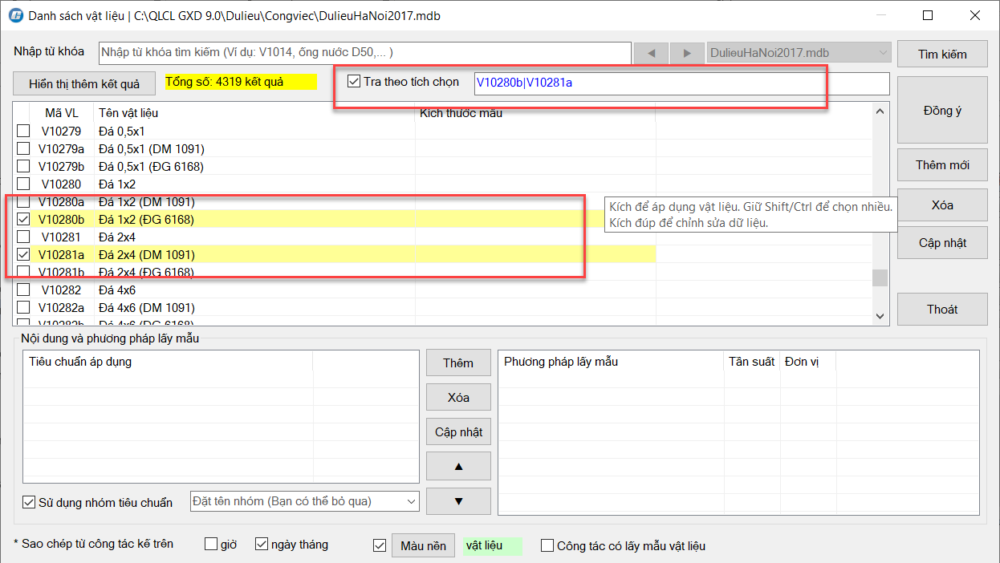 Danh sách vật liệu | C:\QLCL GXD 9.0\Dulieu\Congviec\DulieuHaNoi2017.mdb
Nhập từ khóa
Nhập từ khóa tìm kiếm (Ví dụ: V1014, ống nước D50,... )
◀ ▶
DulieuHaNoi2017.mdb
Tìm kiếm
Hiển thị thêm kết quả
Tổng số: 4319 kết quả
Tra theo tích chọn
V10280b|V10281a
Đồng ý
Mã VL Tên vật liệu Kích thước mẫu
V10279 Đá 0,5x1
V10279a Đá 0,5x1 (DM 1091)
V10279b Đá 0,5x1 (ĐG 6168)
Thêm mới
V10280 Đá 1x2
V10280a Đá 1x2 (DM 1091)
V10280b Đá 1x2 (ĐG 6168)
Kích để áp dụng vật liệu. Giữ Shift/Ctrl để chọn nhiều.
Kích đúp để chỉnh sửa dữ liệu.
Xóa
V10281 Đá 2x4
Cập nhật
V10281a Đá 2x4 (DM 1091)
V10281b Đá 2x4 (ĐG 6168)
V10282 Đá 4x6
V10282a Đá 4x6 (DM 1091)
Thoát
V10282b Đá 4x6 (ĐG 6168)
Nội dung và phương pháp lấy mẫu
Tiêu chuẩn áp dụng
Thêm
Xóa
Cập nhật
▲
▼
Phương pháp lấy mẫu Tần suất Đơn vị
Sử dụng nhóm tiêu chuẩn
Đặt tên nhóm (Bạn có thể bỏ qua)
* Sao chép từ công tác kế trên
giờ
ngày tháng
Màu nền
vật liệu
Công tác có lấy mẫu vật liệu